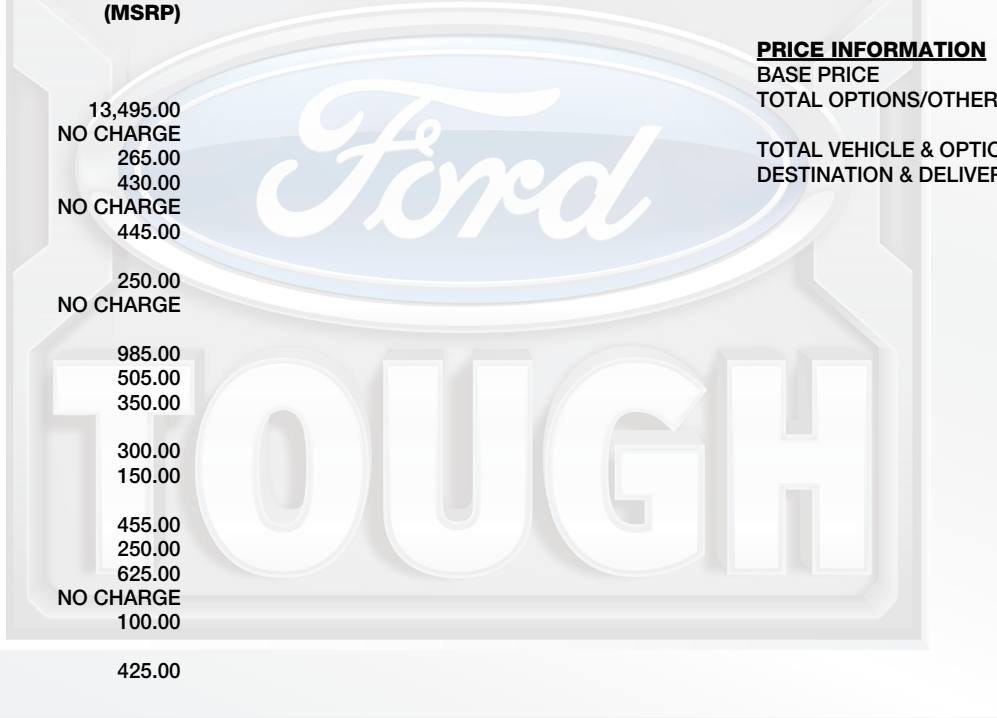 (MSRP)
13,495.00
NO CHARGE
265.00
430.00
NO CHARGE
445.00
250.00
NO CHARGE
985.00
505.00
350.00
300.00
150.00
455.00
250.00
625.00
NO CHARGE
100.00
425.00
PRICE INFORMATION
BASE PRICE
TOTAL OPTIONS/OTHER
TOTAL VEHICLE & OPTIO
DESTINATION & DELIVER
Ford
TOUGH